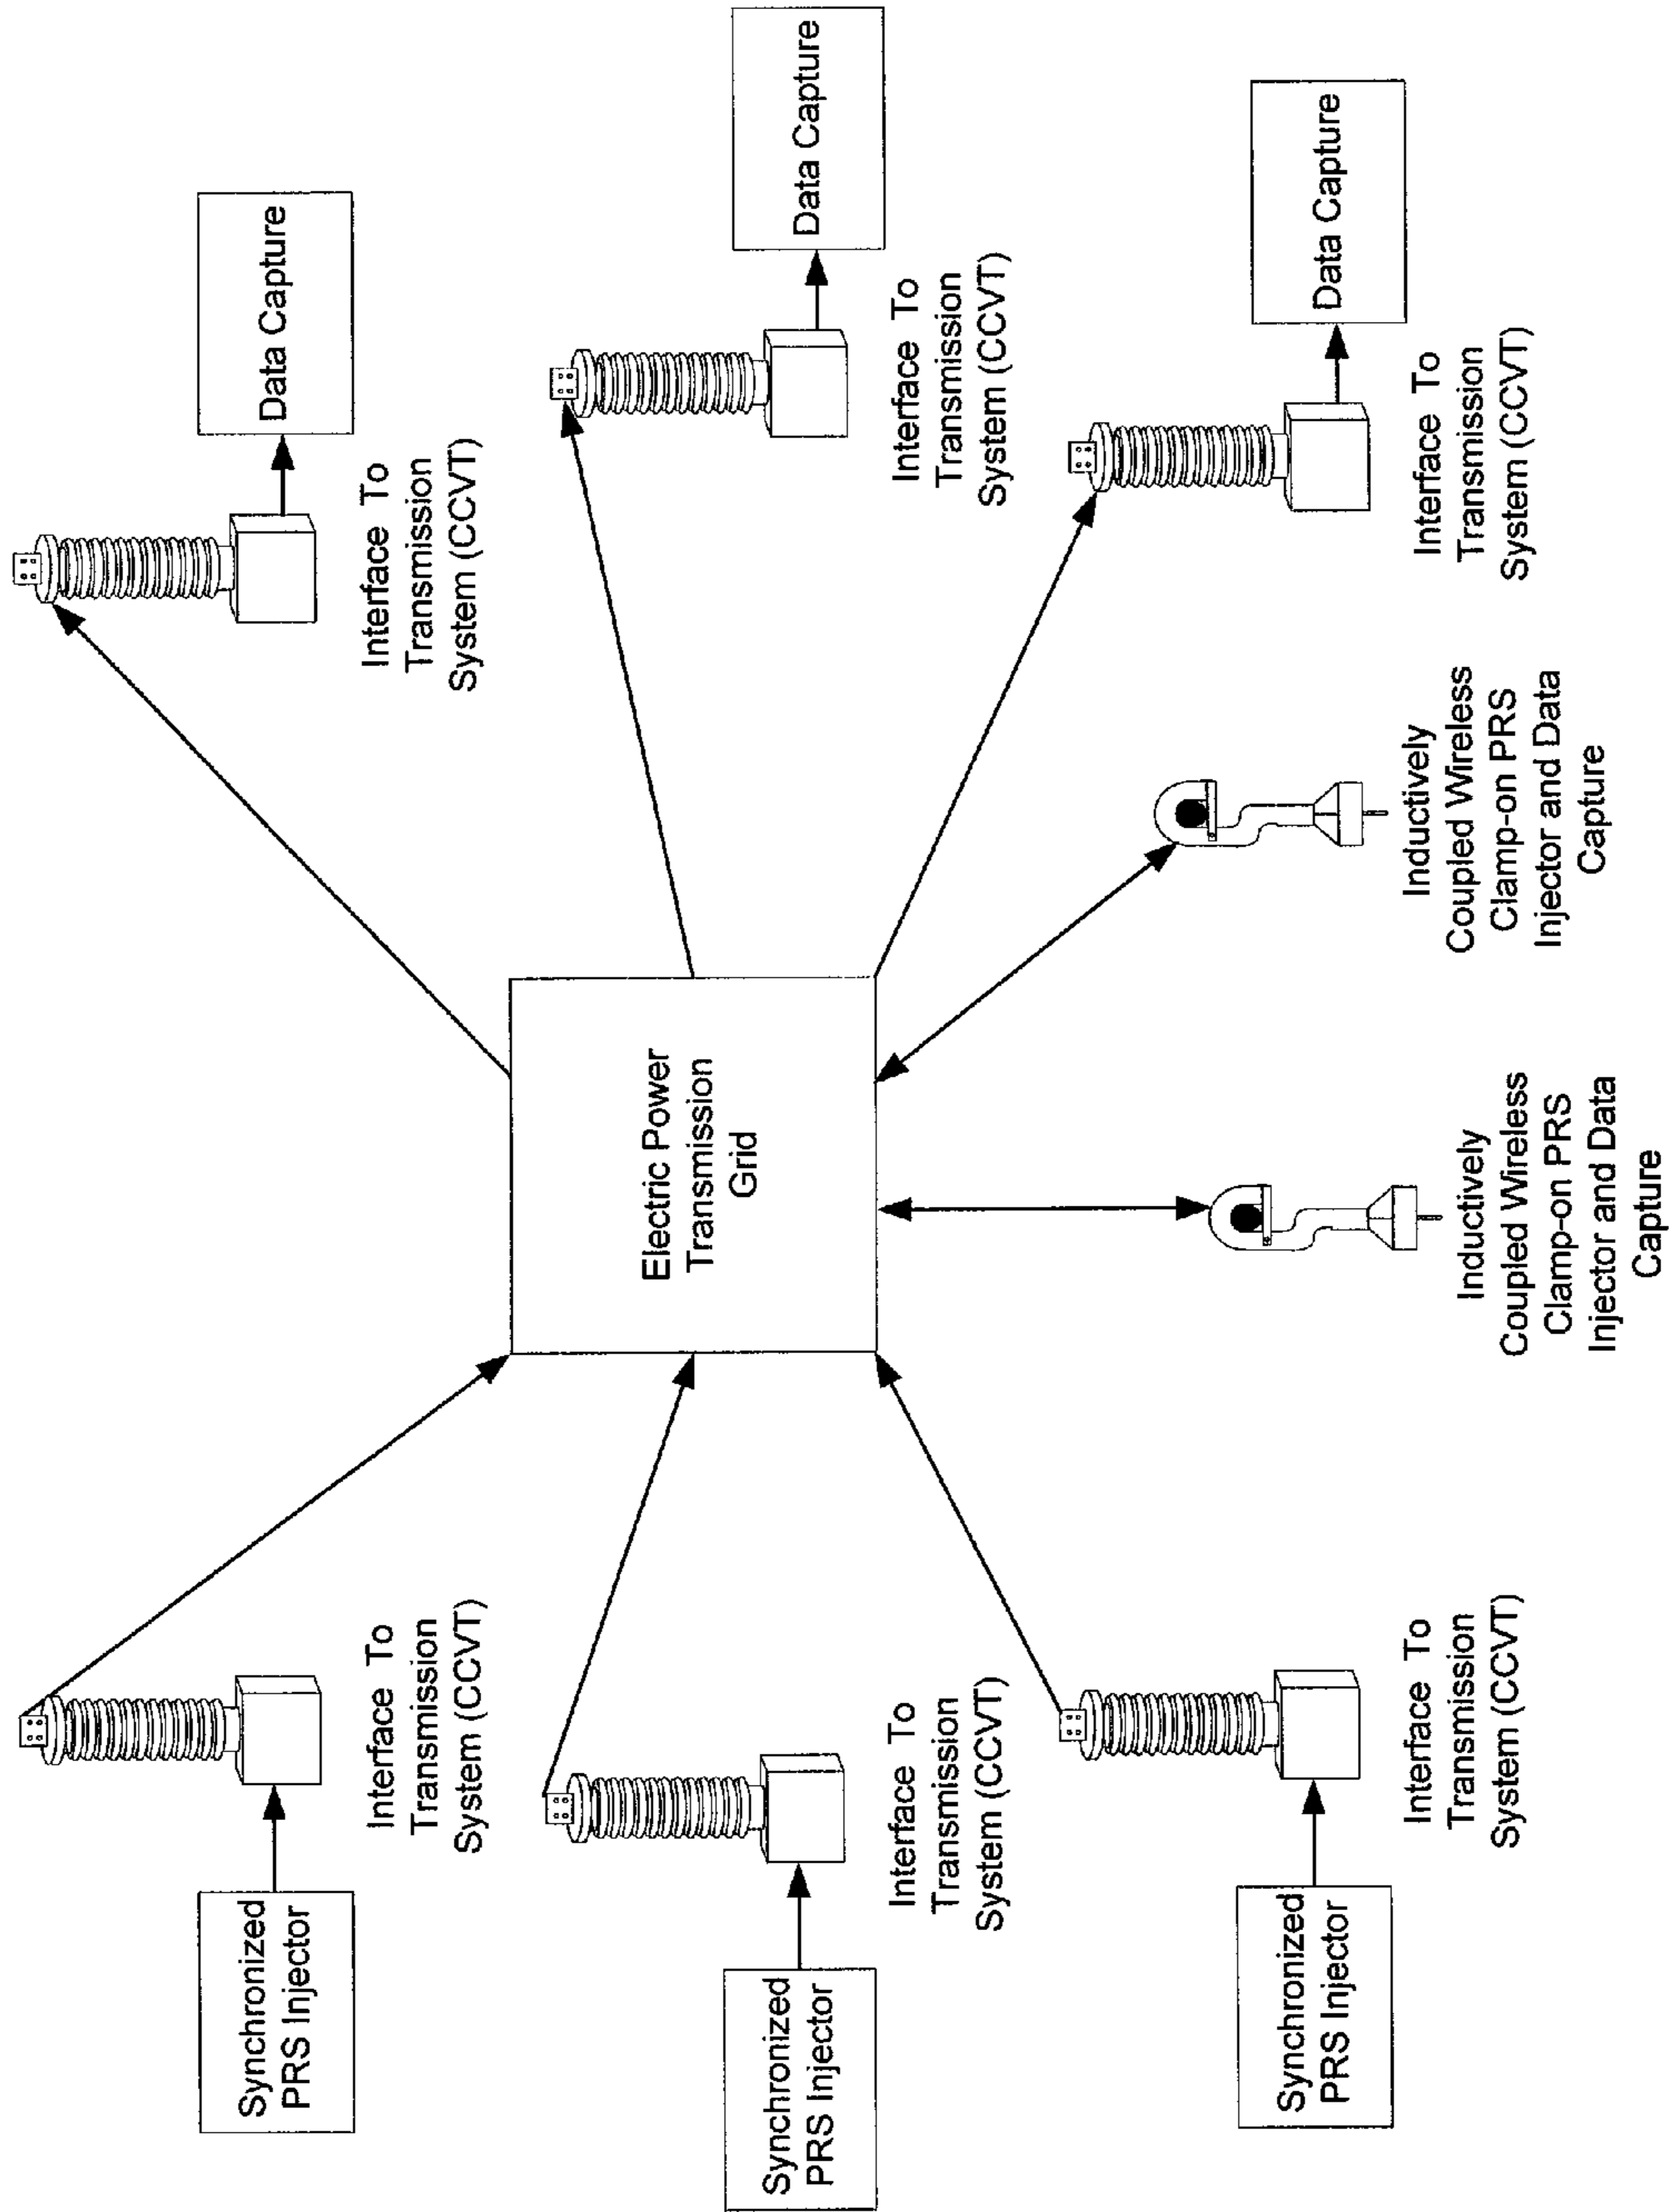 Synchronized
PRS Injector
Interface To
Transmission
System (CCVT)
Synchronized
PRS Injector
Interface To
Transmission
System (CCVT)
Synchronized
PRS Injector
Interface To
Transmission
System (CCVT)
Electric Power
Transmission
Grid
Inductively
Coupled Wireless
Clamp-on PRS
Injector and Data
Capture
Inductively
Coupled Wireless
Clamp-on PRS
Injector and Data
Capture
Data Capture
Interface To
Transmission
System (CCVT)
Data Capture
Interface To
Transmission
System (CCVT)
Data Capture
Interface To
Transmission
System (CCVT)